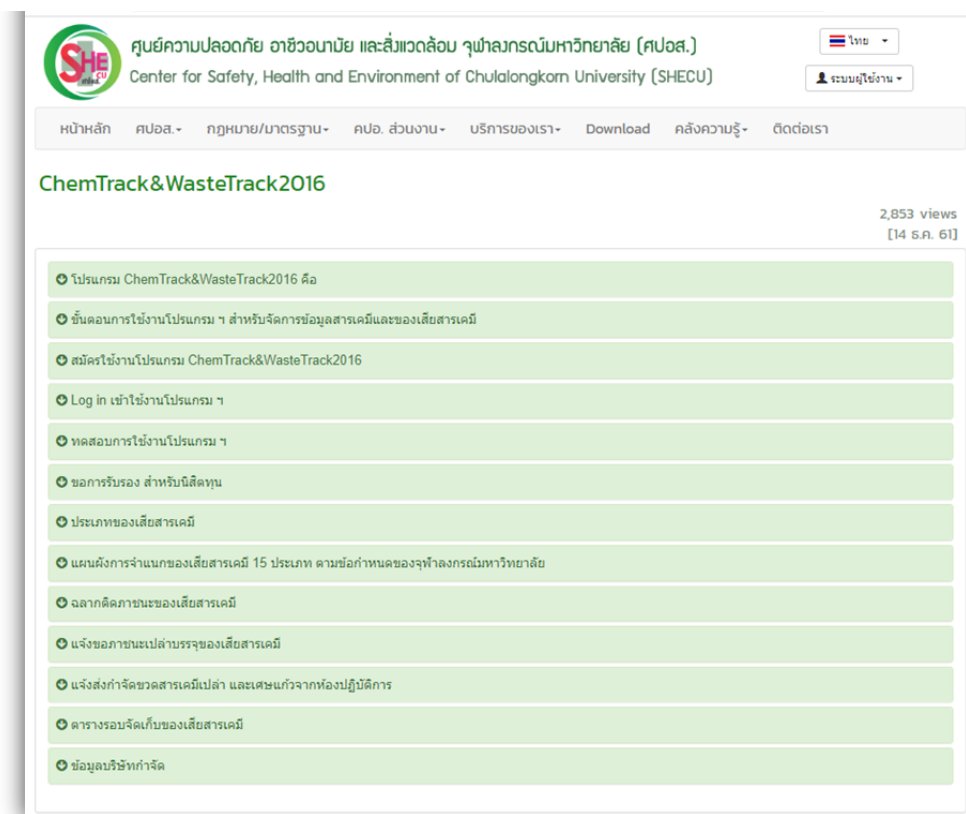 SHE
CU
ศปอส.
ศูนย์ความปลอดภัย อาชีวอนามัย และสิ่งแวดล้อม จุฬาลงกรณ์มหาวิทยาลัย (ศปอส.)
Center for Safety, Health and Environment of Chulalongkorn University (SHECU)
ไทย
ระบบผู้ใช้งาน
หน้าหลัก ศปอส. กฎหมาย/มาตรฐาน คปอ. ส่วนงาน บริการของเรา Download คลังความรู้ ติดต่อเรา
ChemTrack&WasteTrack2016
2,853 views
[14 ธ.ค. 61]
โปรแกรม ChemTrack&WasteTrack2016 คือ
ขั้นตอนการใช้งานโปรแกรม ฯ สำหรับจัดการข้อมูลสารเคมีและของเสียสารเคมี
สมัครใช้งานโปรแกรม ChemTrack&WasteTrack2016
Log in เข้าใช้งานโปรแกรม ฯ
ทดสอบการใช้งานโปรแกรม ฯ
ขอการรับรอง สำหรับนิสิตทุน
ประเภทของเสียสารเคมี
แผนผังการจำแนกของเสียสารเคมี 15 ประเภท ตามข้อกำหนดของจุฬาลงกรณ์มหาวิทยาลัย
ฉลากติดภาชนะของเสียสารเคมี
แจ้งขอภาชนะเปล่าบรรจุของเสียสารเคมี
แจ้งส่งกำจัดขวดสารเคมีเปล่า และเศษแก้วจากห้องปฏิบัติการ
ตารางรอบจัดเก็บของเสียสารเคมี
ข้อมูลบริษัทกำจัด